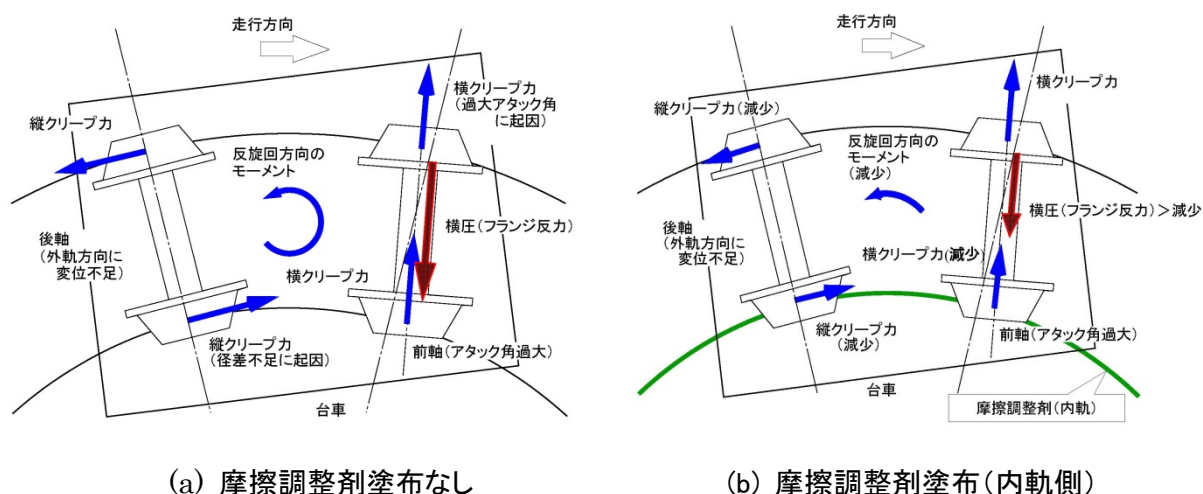 走行方向
縦クリープ力
横クリープ力
(過大アタック角
に起因)
反旋回方向の
モーメント
横圧(フランジ反力)
後軸
(外軌方向に
変位不足)
横クリープ力
縦クリープ力
(径差不足に起因)
前軸(アタック角過大)
台車
(a) 摩擦調整剤塗布なし
走行方向
縦クリープ力(減少)
横クリープ力
反旋回方向の
モーメント
(減少)
横圧(フランジ反力)>減少
後軸
(外軌方向に
変位不足)
横クリープ力(減少)
縦クリープ力
(減少)
前軸(アタック角過大)
台車
摩擦調整剤(内軌)
(b) 摩擦調整剤塗布(内軌側)